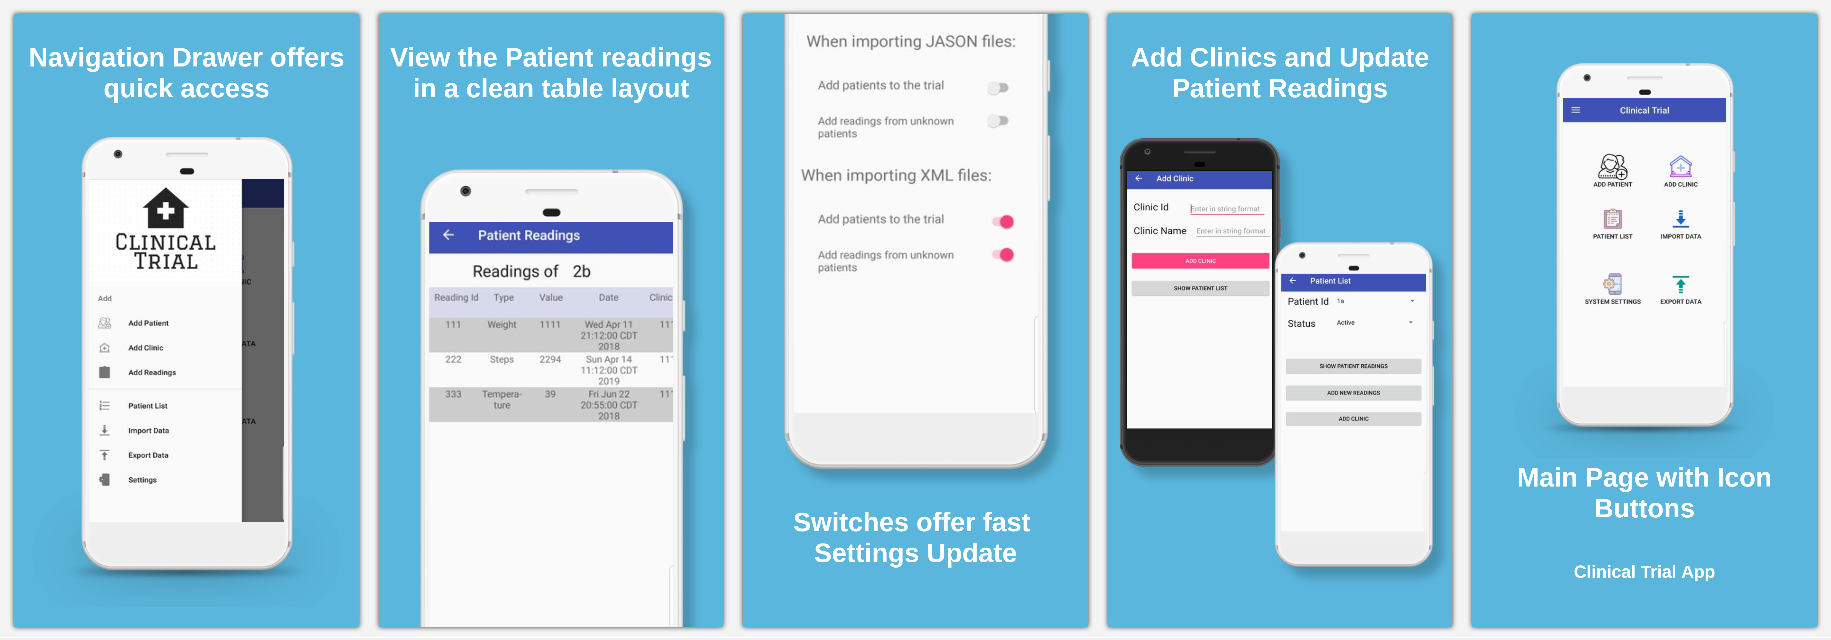 Navigation Drawer offers
quick access
CLINICAL
TRIAL
Add
Add Patient
Add Clinic
Add Readings
Patient List
Import Data
Export Data
Settings
IC
ATA
ATA
View the Patient readings
in a clean table layout
Patient Readings
Readings of 2b
Reading Id Type Value Date Clinic
111 Weight 1111 Wed Apr 11
21:12:00 CDT
2018
222 Steps 2294 Sun Apr 14
11:12:00 CDT
2019
333 Tempera-
ture 39 Fri Jun 22
20:55:00 CDT
2018
When importing JASON files:
Add patients to the trial
Add readings from unknown
patients
When importing XML files:
Add patients to the trial
Add readings from unknown
patients
Switches offer fast
Settings Update
Add Clinics and Update
Patient Readings
Add Clinic
Clinic Id Enter in string format
Clinic Name Enter in string format
ADD CLINIC
SHOW PATIENT LIST
Patient List
Patient Id 1a
Status Active
SHOW PATIENT READINGS
ADD NEW READINGS
ADD CLINIC
Clinical Trial
ADD PATIENT ADD CLINIC
PATIENT LIST IMPORT DATA
SYSTEM SETTINGS EXPORT DATA
Main Page with Icon
Buttons
Clinical Trial App